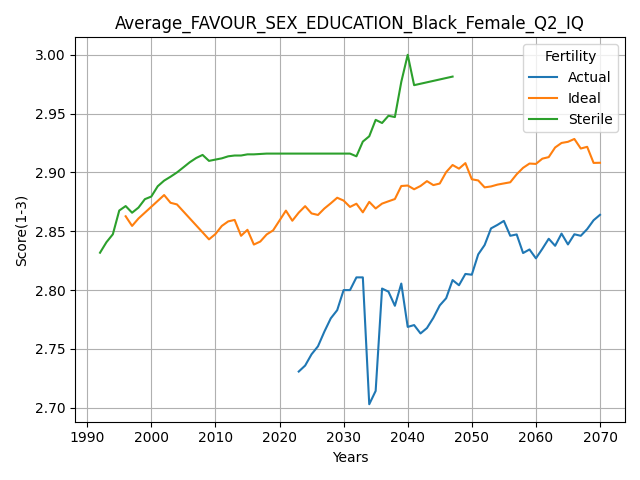 Average_FAVOUR_SEX_EDUCATION_Black_Female_Q2_IQ
Score(1-3)
3.00
2.95
2.90
2.85
2.80
2.75
2.70
Fertility
Actual
Ideal
Sterile
1990 2000 2010 2020 2030 2040 2050 2060 2070
Years